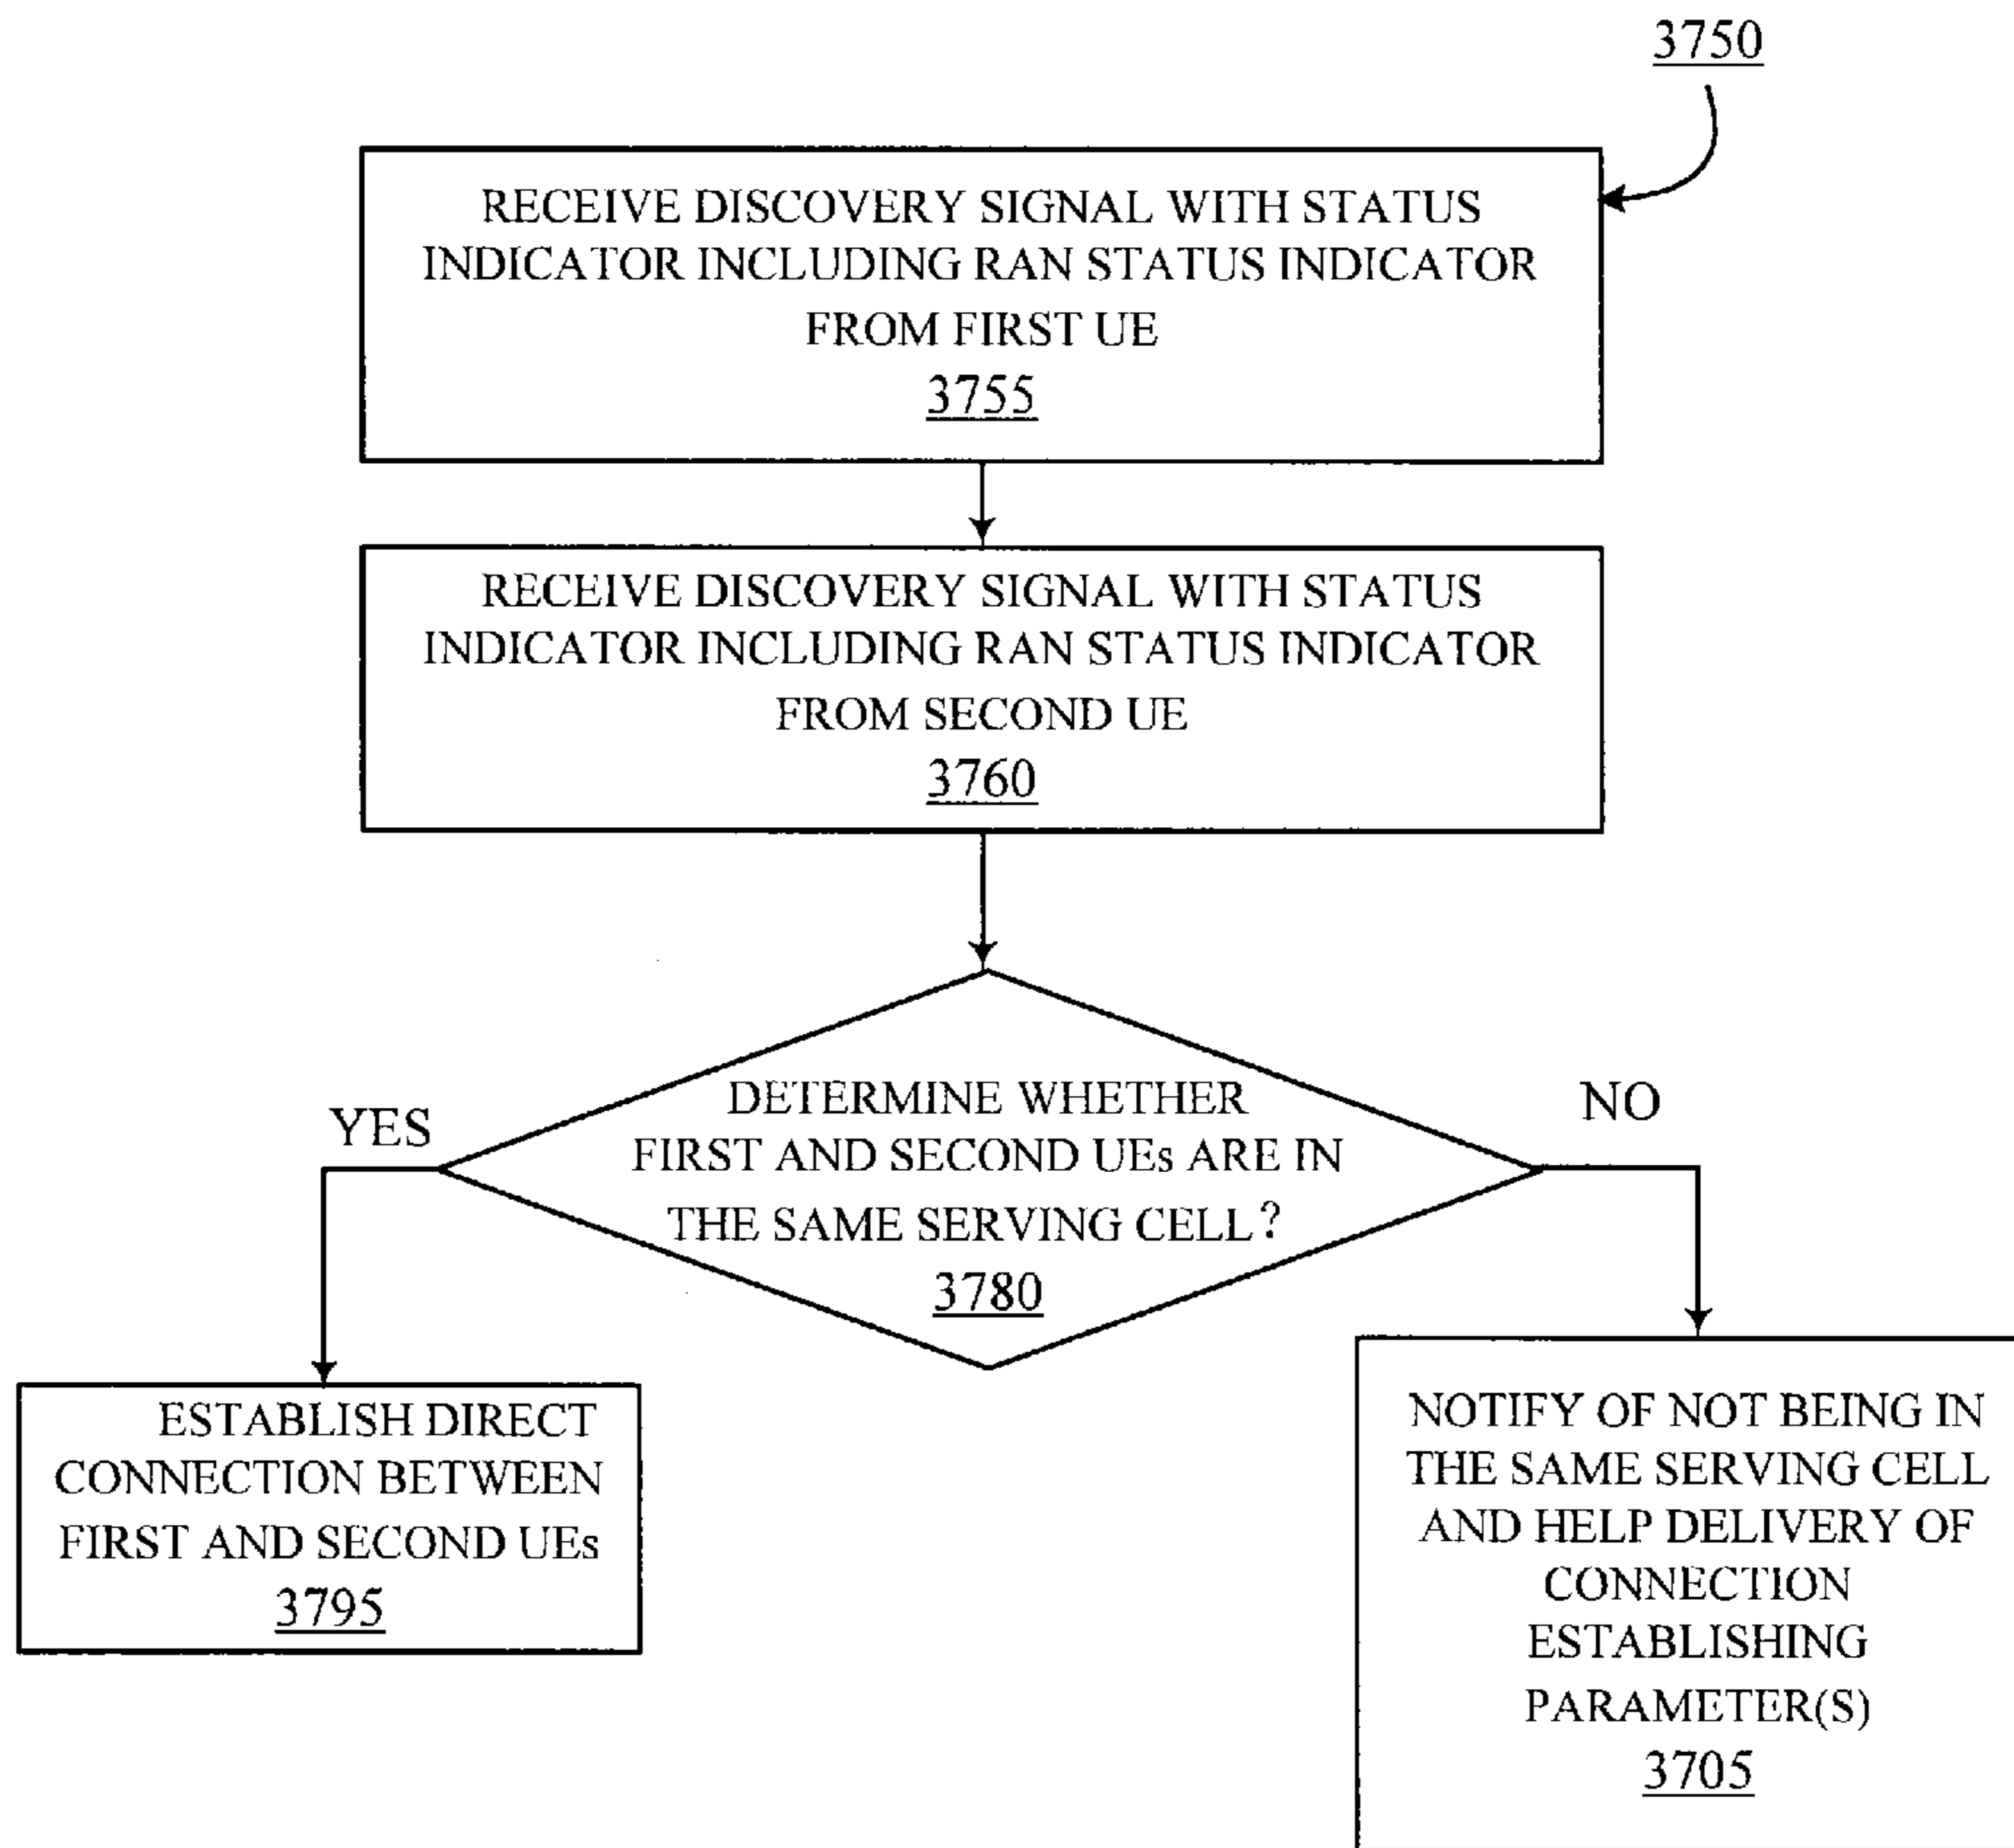 3750
RECEIVE DISCOVERY SIGNAL WITH STATUS
INDICATOR INCLUDING RAN STATUS INDICATOR
FROM FIRST UE
3755
RECEIVE DISCOVERY SIGNAL WITH STATUS
INDICATOR INCLUDING RAN STATUS INDICATOR
FROM SECOND UE
3760
DETERMINE WHETHER
FIRST AND SECOND UEs ARE IN
THE SAME SERVING CELL?
3780
YES
NO
ESTABLISH DIRECT
CONNECTION BETWEEN
FIRST AND SECOND UEs
3795
NOTIFY OF NOT BEING IN
THE SAME SERVING CELL
AND HELP DELIVERY OF
CONNECTION
ESTABLISHING
PARAMETER(S)
3705